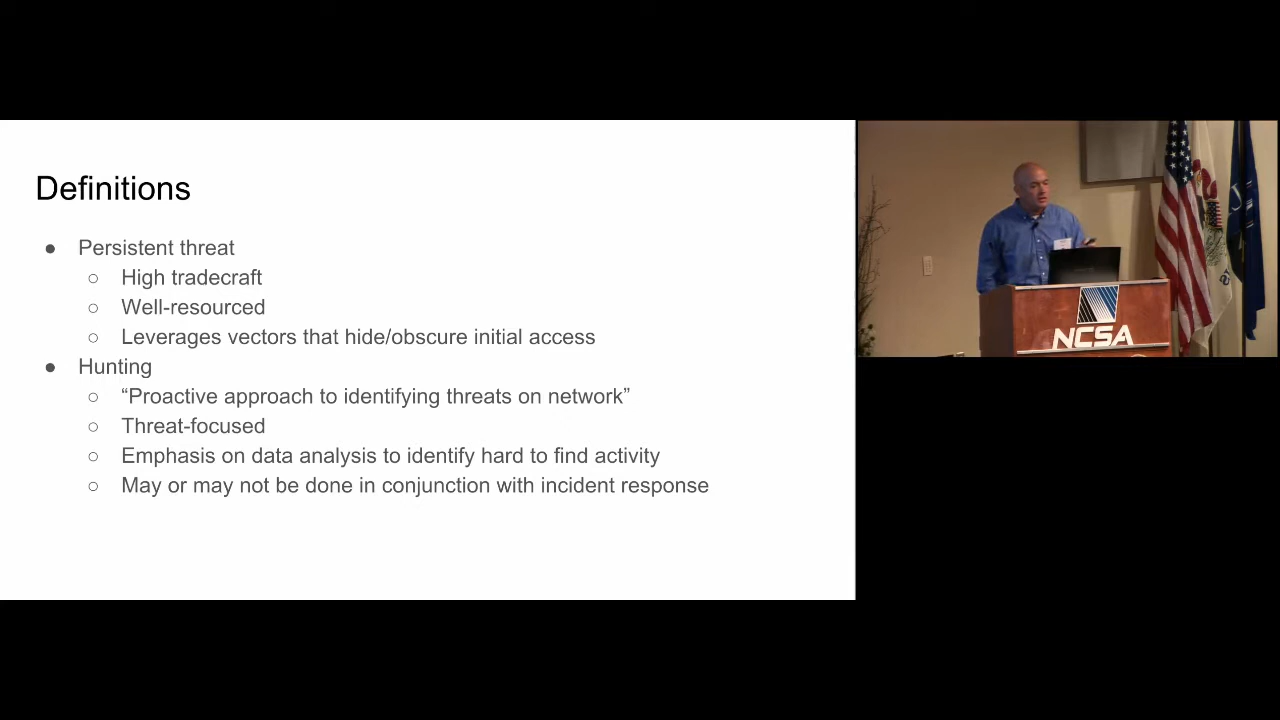 Definitions
● Persistent threat
○ High tradecraft
○ Well-resourced
○ Leverages vectors that hide/obscure initial access
● Hunting
○ “Proactive approach to identifying threats on network”
○ Threat-focused
○ Emphasis on data analysis to identify hard to find activity
○ May or may not be done in conjunction with incident response
NCSA